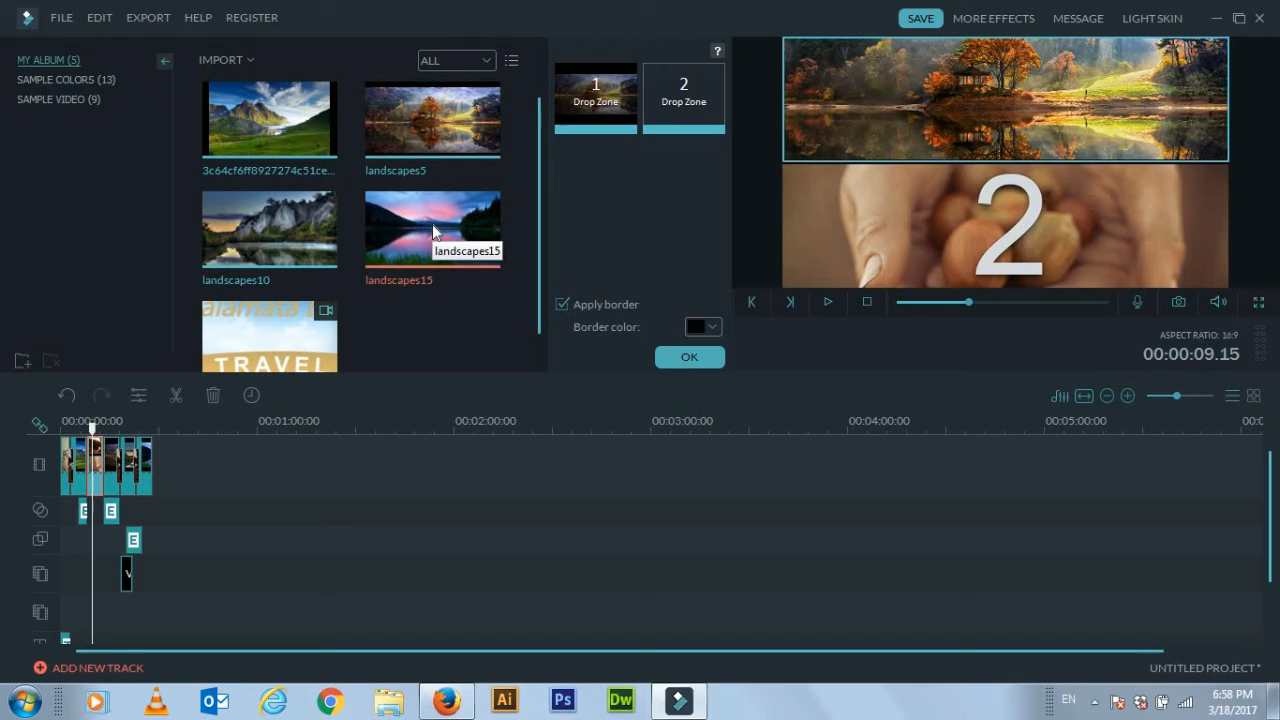 FILE EDIT EXPORT HELP REGISTER
SAVE MORE EFFECTS MESSAGE LIGHT SKIN
MY ALBUM (5)
SAMPLE COLORS (13)
SAMPLE VIDEO (9)
IMPORT ALL
3c64cf6ff8927274c51ce...
landscapes5
landscapes10
landscapes15
landscapes15
alamata
TRAVEL
?
1
Drop Zone
2
Drop Zone
Apply border
Border color:
OK
2
ASPECT RATIO: 16:9
00:00:09.15
00:00:00:00 00:01:00:00 00:02:00:00 00:03:00:00 00:04:00:00 00:05:00:00
E E
E
V
ADD NEW TRACK
UNTITLED PROJECT *
Ai Ps Dw
EN
6:58 PM
3/18/2017